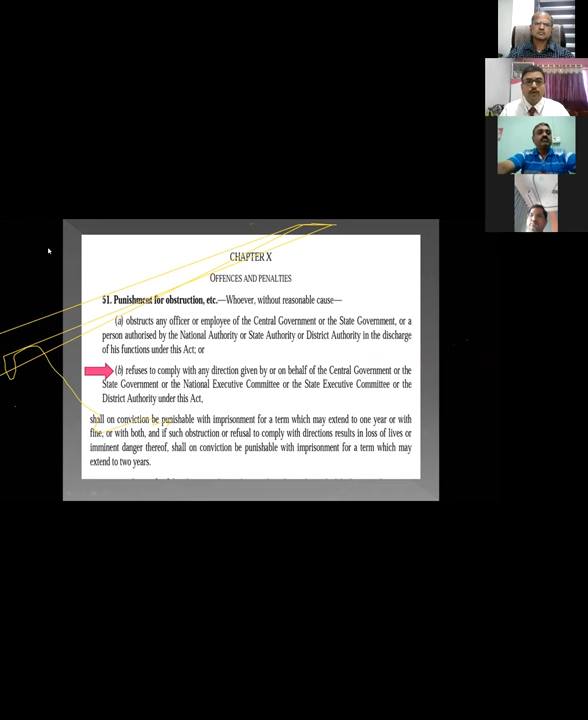 CHAPTER X
OFFENCES AND PENALTIES
51. Punishment for obstruction, etc.—Whoever, without reasonable cause—
(a) obstructs any officer or employee of the Central Government or the State Government, or a
person authorised by the National Authority or State Authority or District Authority in the discharge
of his functions under this Act; or
(b) refuses to comply with any direction given by or on behalf of the Central Government or the
State Government or the National Executive Committee or the State Executive Committee or the
District Authority under this Act,
shall on conviction be punishable with imprisonment for a term which may extend to one year or with
fine, or with both, and if such obstruction or refusal to comply with directions results in loss of lives or
imminent danger thereof, shall on conviction be punishable with imprisonment for a term which may
extend to two years.